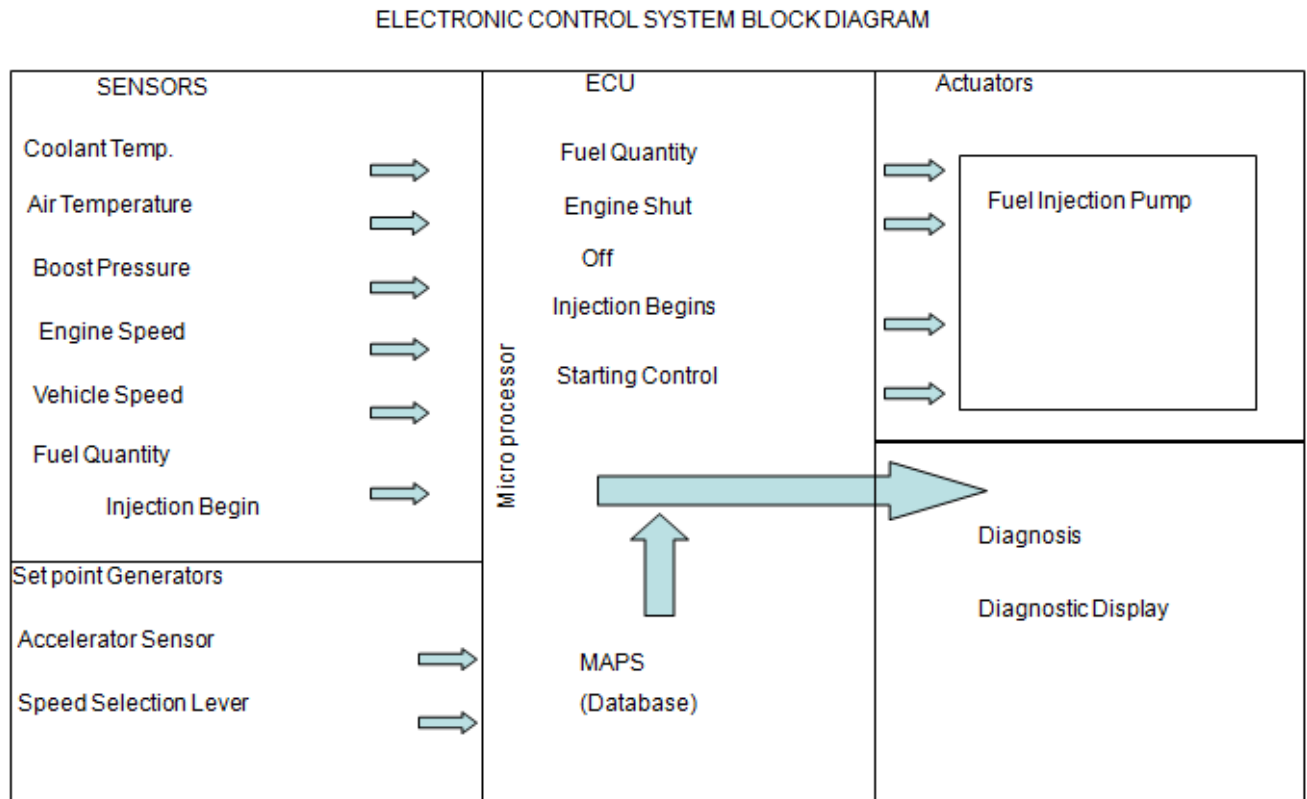 ELECTRONIC CONTROL SYSTEM BLOCK DIAGRAM
SENSORS
Coolant Temp.
Air Temperature
Boost Pressure
Engine Speed
Vehicle Speed
Fuel Quantity
Injection Begin
Set point Generators
Accelerator Sensor
Speed Selection Lever
ECU
Fuel Quantity
Engine Shut
Off
Injection Begins
Starting Control
Micro processor
MAPS
(Database)
Actuators
Fuel Injection Pump
Diagnosis
Diagnostic Display